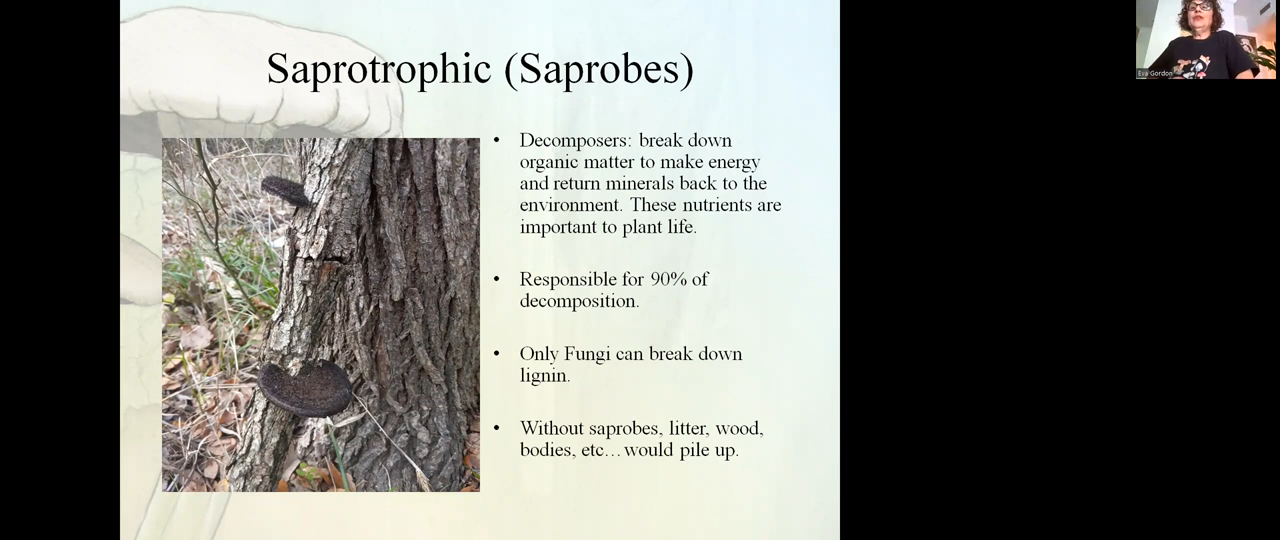 Saprotrophic (Saprobes)
• Decomposers: break down
organic matter to make energy
and return minerals back to the
environment. These nutrients are
important to plant life.
• Responsible for 90% of
decomposition.
• Only Fungi can break down
lignin.
• Without saprobes, litter, wood,
bodies, etc…would pile up.
Eva Gordon